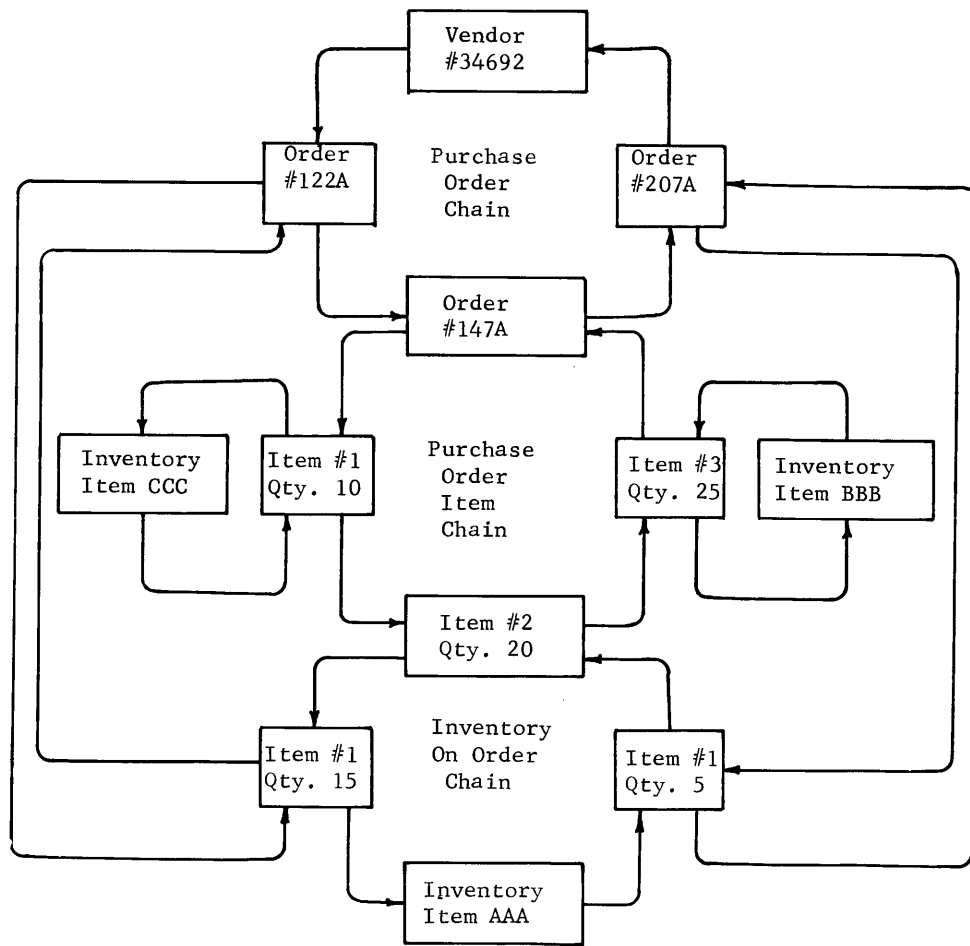 Vendor
#34692
Order
#122A
Purchase
Order
Chain
Order
#207A
Order
#147A
Inventory
Item CCC
Item #1
Qty. 10
Purchase
Order
Item
Chain
Item #3
Qty. 25
Inventory
Item BBB
Item #2
Qty. 20
Item #1
Qty. 15
Inventory
On Order
Chain
Item #1
Qty. 5
Inventory
Item AAA